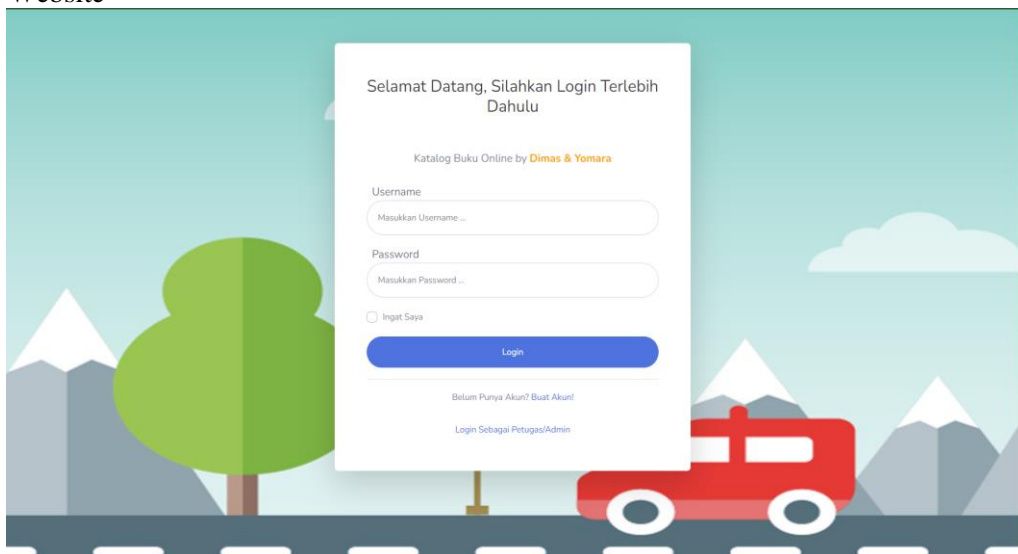 Website
Selamat Datang, Silahkan Login Terlebih
Dahulu
Katalog Buku Online by Dimas & Yomara
Username
Masukkan Username ...
Password
Masukkan Password ...
Ingat Saya
Login
Belum Punya Akun? Buat Akun!
Login Sebagai Petugas/Admin